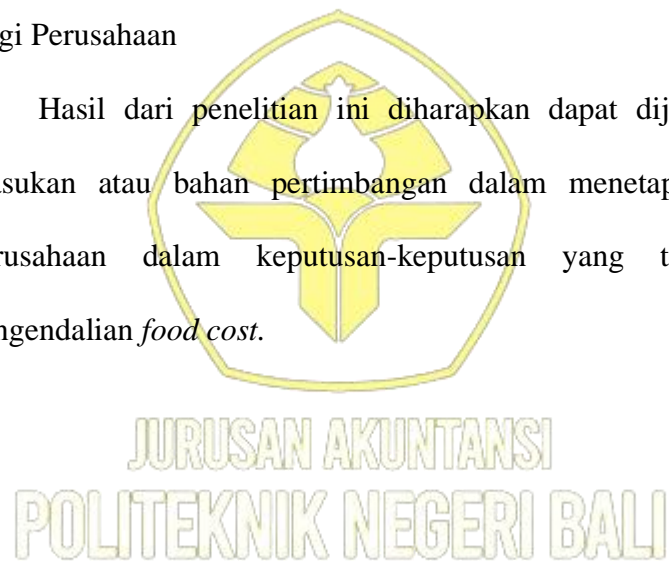 gi Perusahaan
Hasil dari penelitian ini diharapkan dapat dij
asukan atau bahan pertimbangan dalam menetap
rusahaan dalam keputusan-keputusan yang t
ngendalian food cost.
JURUSAN AKUNTANSI
POLITEKNIK NEGERI BALI